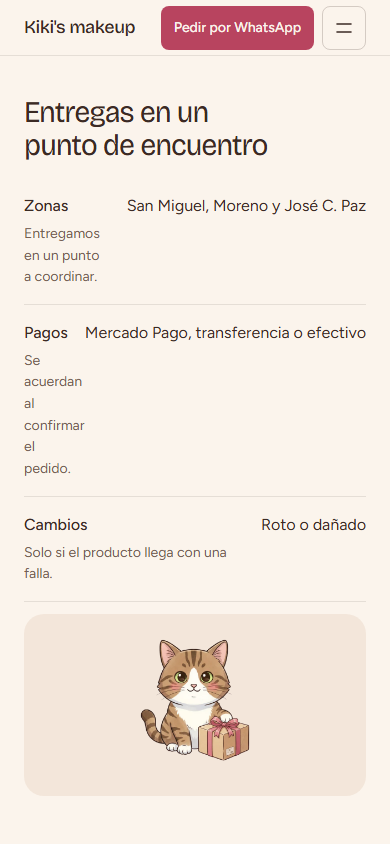 Kiki's makeup
Pedir por WhatsApp
Entregas en un
punto de encuentro
Zonas
San Miguel, Moreno y José C. Paz
Entregamos
en un punto
a coordinar.
Pagos
Mercado Pago, transferencia o efectivo
Se
acuerdan
al
confirmar
el
pedido.
Cambios
Roto o dañado
Solo si el producto llega con una
falla.